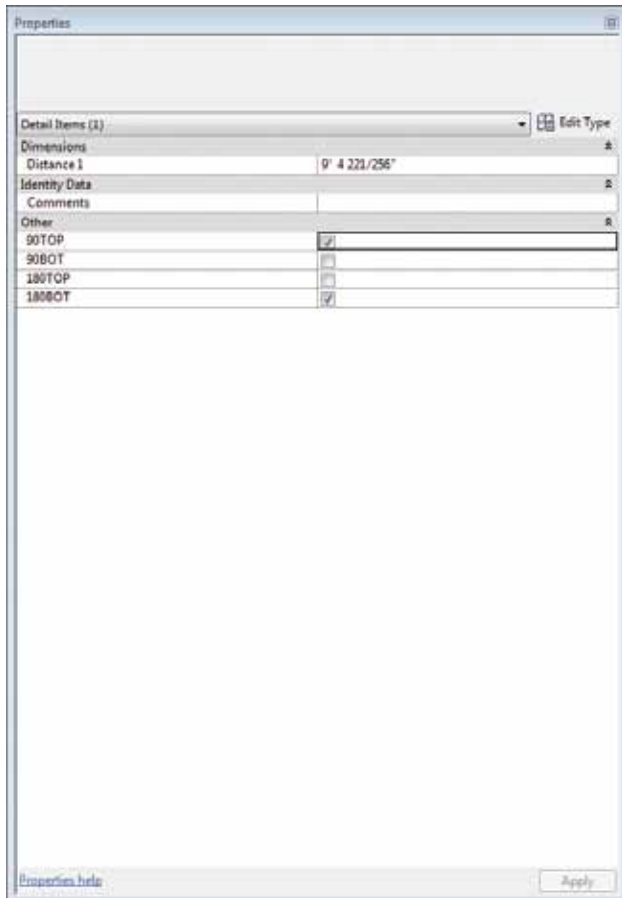 Properties
Detail Items (1) Edit Type
Dimensions
Distance 1 9' 4 221/256"
Identity Data
Comments
Other
90TOP
90BOT
180TOP
180BOT
Properties help Apply